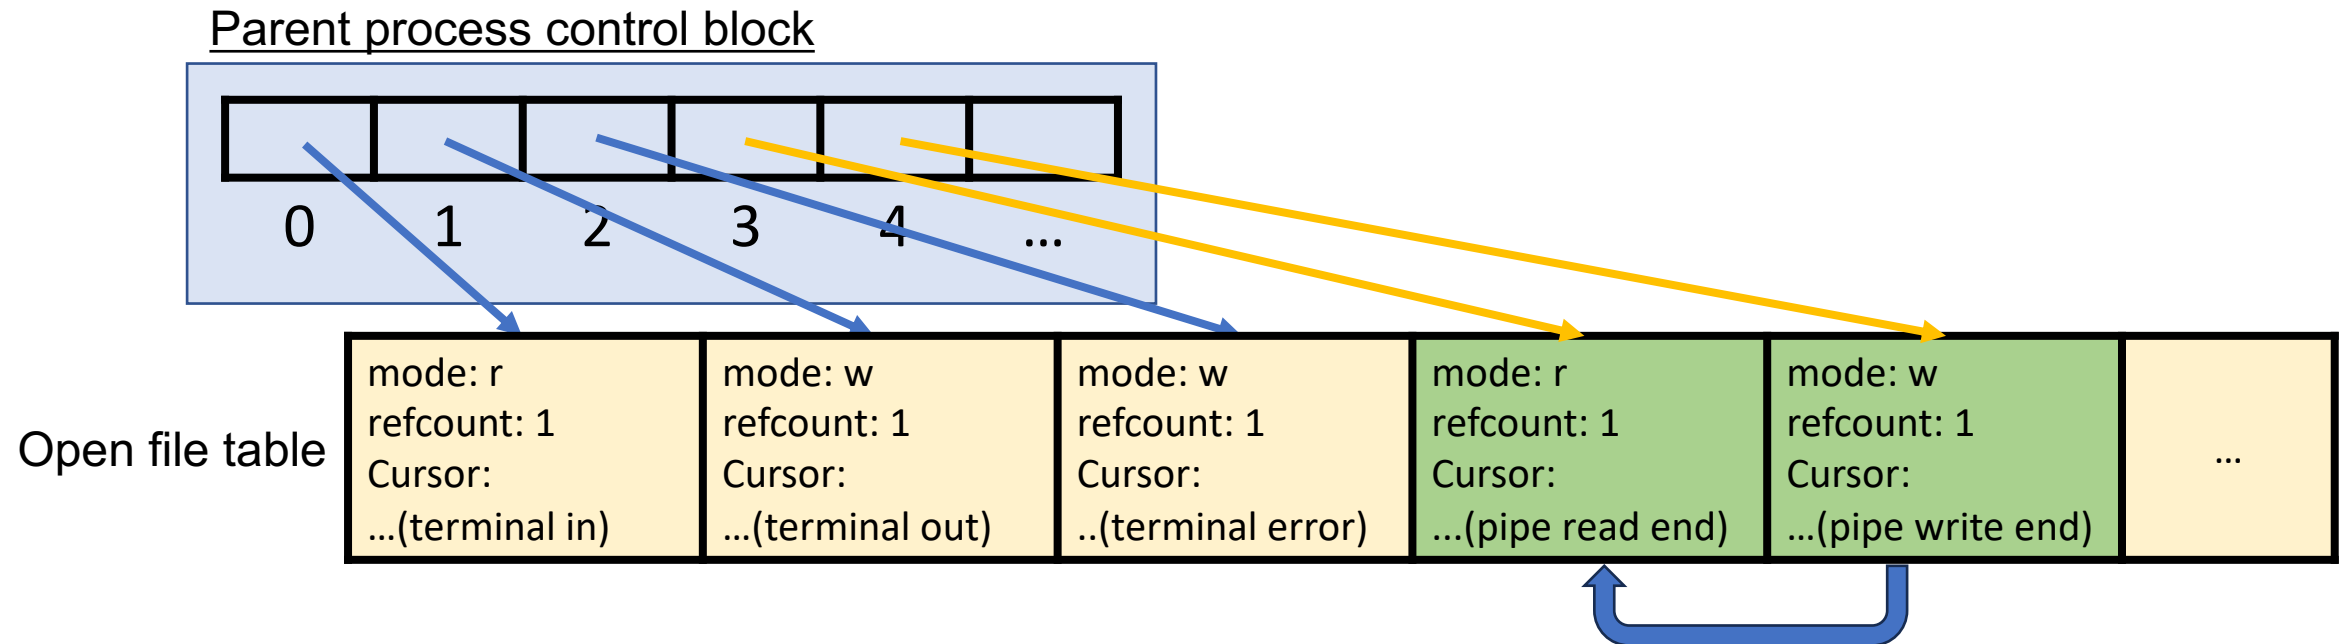 Parent process control block
0 1 2 3 4 ...
Open file table
mode: r
refcount: 1
Cursor:
...(terminal in)
mode: w
refcount: 1
Cursor:
...(terminal out)
mode: w
refcount: 1
Cursor:
..(terminal error)
mode: r
refcount: 1
Cursor:
...(pipe read end)
mode: w
refcount: 1
Cursor:
...(pipe write end)
...